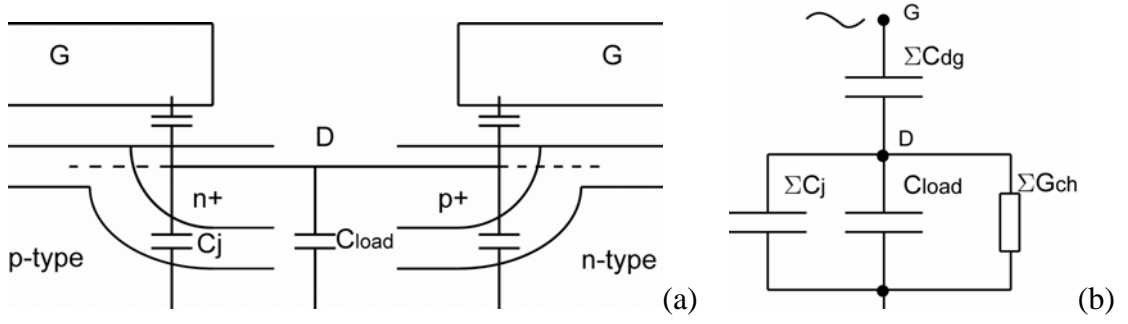 G
G
D
n+
p+
Cj
Cload
p-type
n-type
(a)
G
ΣCdg
D
ΣCj
Cload
ΣGch
(b)